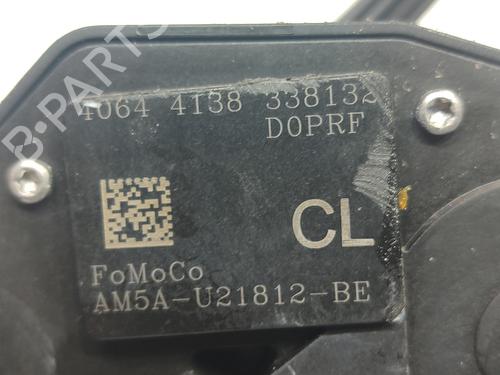 4064 4138 338132
D0PRF
CL
FoMoCo
AM5A-U21812-BE
B-PARTS